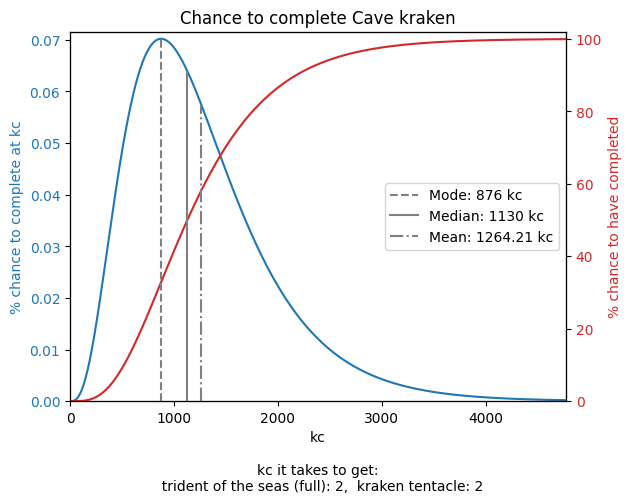 Chance to complete Cave kraken
% chance to complete at kc
0.07
0.06
0.05
0.04
0.03
0.02
0.01
0.00
100
80
60
40
20
0
% chance to have completed
Mode: 876 kc
Median: 1130 kc
Mean: 1264.21 kc
0 1000 2000 3000 4000
kc
kc it takes to get:
trident of the seas (full): 2,  kraken tentacle: 2